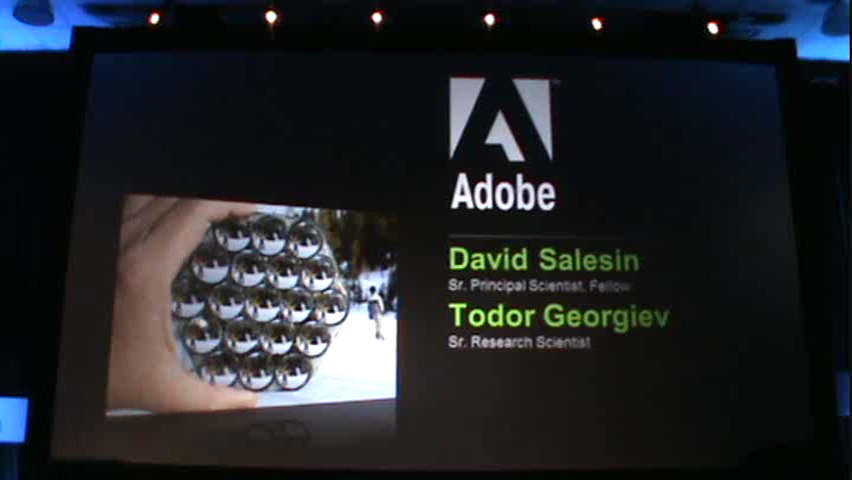 Adobe
David Salesin
Sr. Principal Scientist, Fellow
Todor Georgiev
Sr. Research Scientist